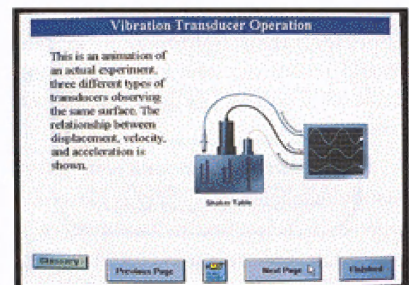 Vibration Transducer Operation
This is an animation of
an actual experiment,
three different types of
transducers observing
the same surface. The
relationship between
displacement, velocity,
and acceleration is
shown.
Shaker Table
Glossary
Previous Page
Next Page
Finished